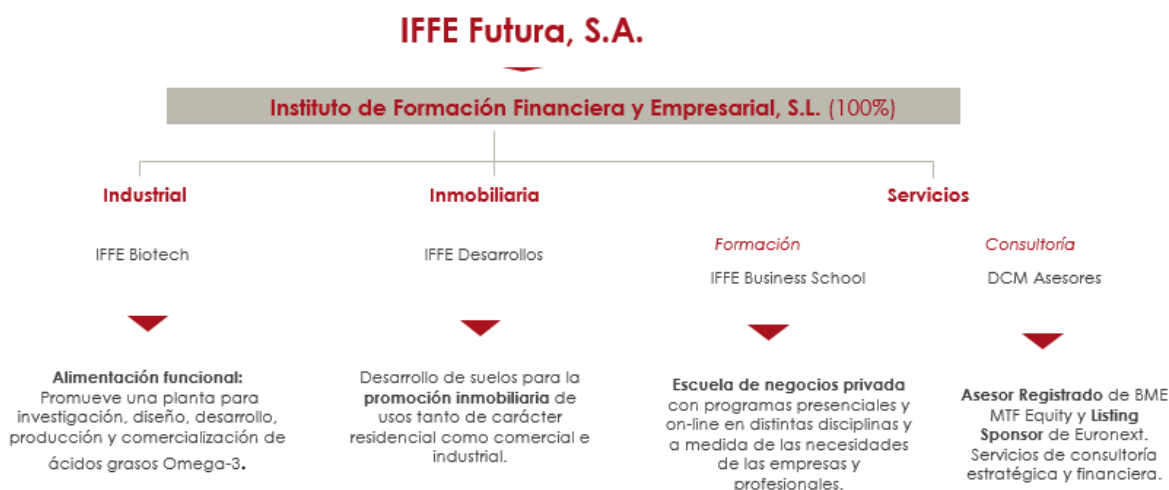 IFFE Futura, S.A.
Instituto de Formación Financiera y Empresarial, S.L. (100%)
Industrial
IFFE Biotech
Alimentación funcional:
Promueve una planta para
investigación, diseño, desarrollo,
producción y comercialización de
ácidos grasos Omega-3.
Inmobiliaria
IFFE Desarrollos
Desarrollo de suelos para la
promoción inmobiliaria de
usos tanto de carácter
residencial como comercial e
industrial.
Servicios
Formación
IFFE Business School
Escuela de negocios privada
con programas presenciales y
on-line en distintas disciplinas y
a medida de las necesidades
de las empresas y
profesionales.
Consultoría
DCM Asesores
Asesor Registrado de BME
MTF Equity y Listing
Sponsor de Euronext.
Servicios de consultoría
estratégica y financiera.